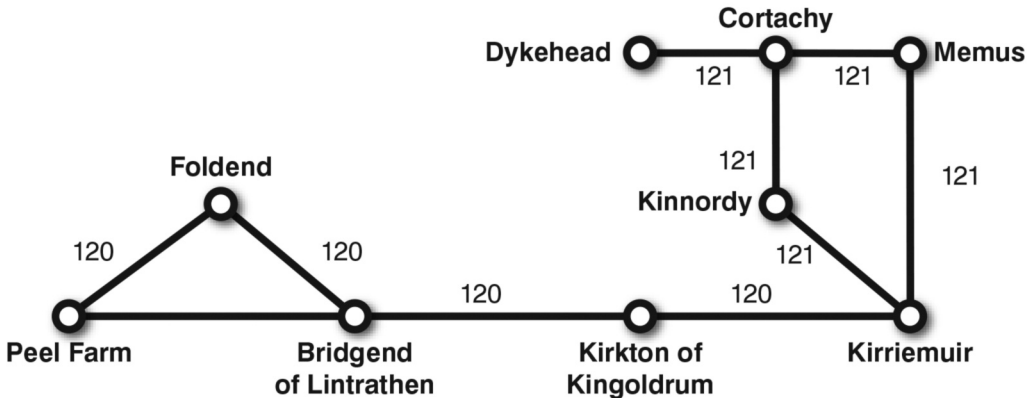 Cortachy
Dykehead
Memus
121
121
Foldend
121
121
Kinnordy
120
120
121
120
120
Peel Farm
Bridgend
of Lintrathen
Kirkton of
Kingoldrum
Kirriemuir